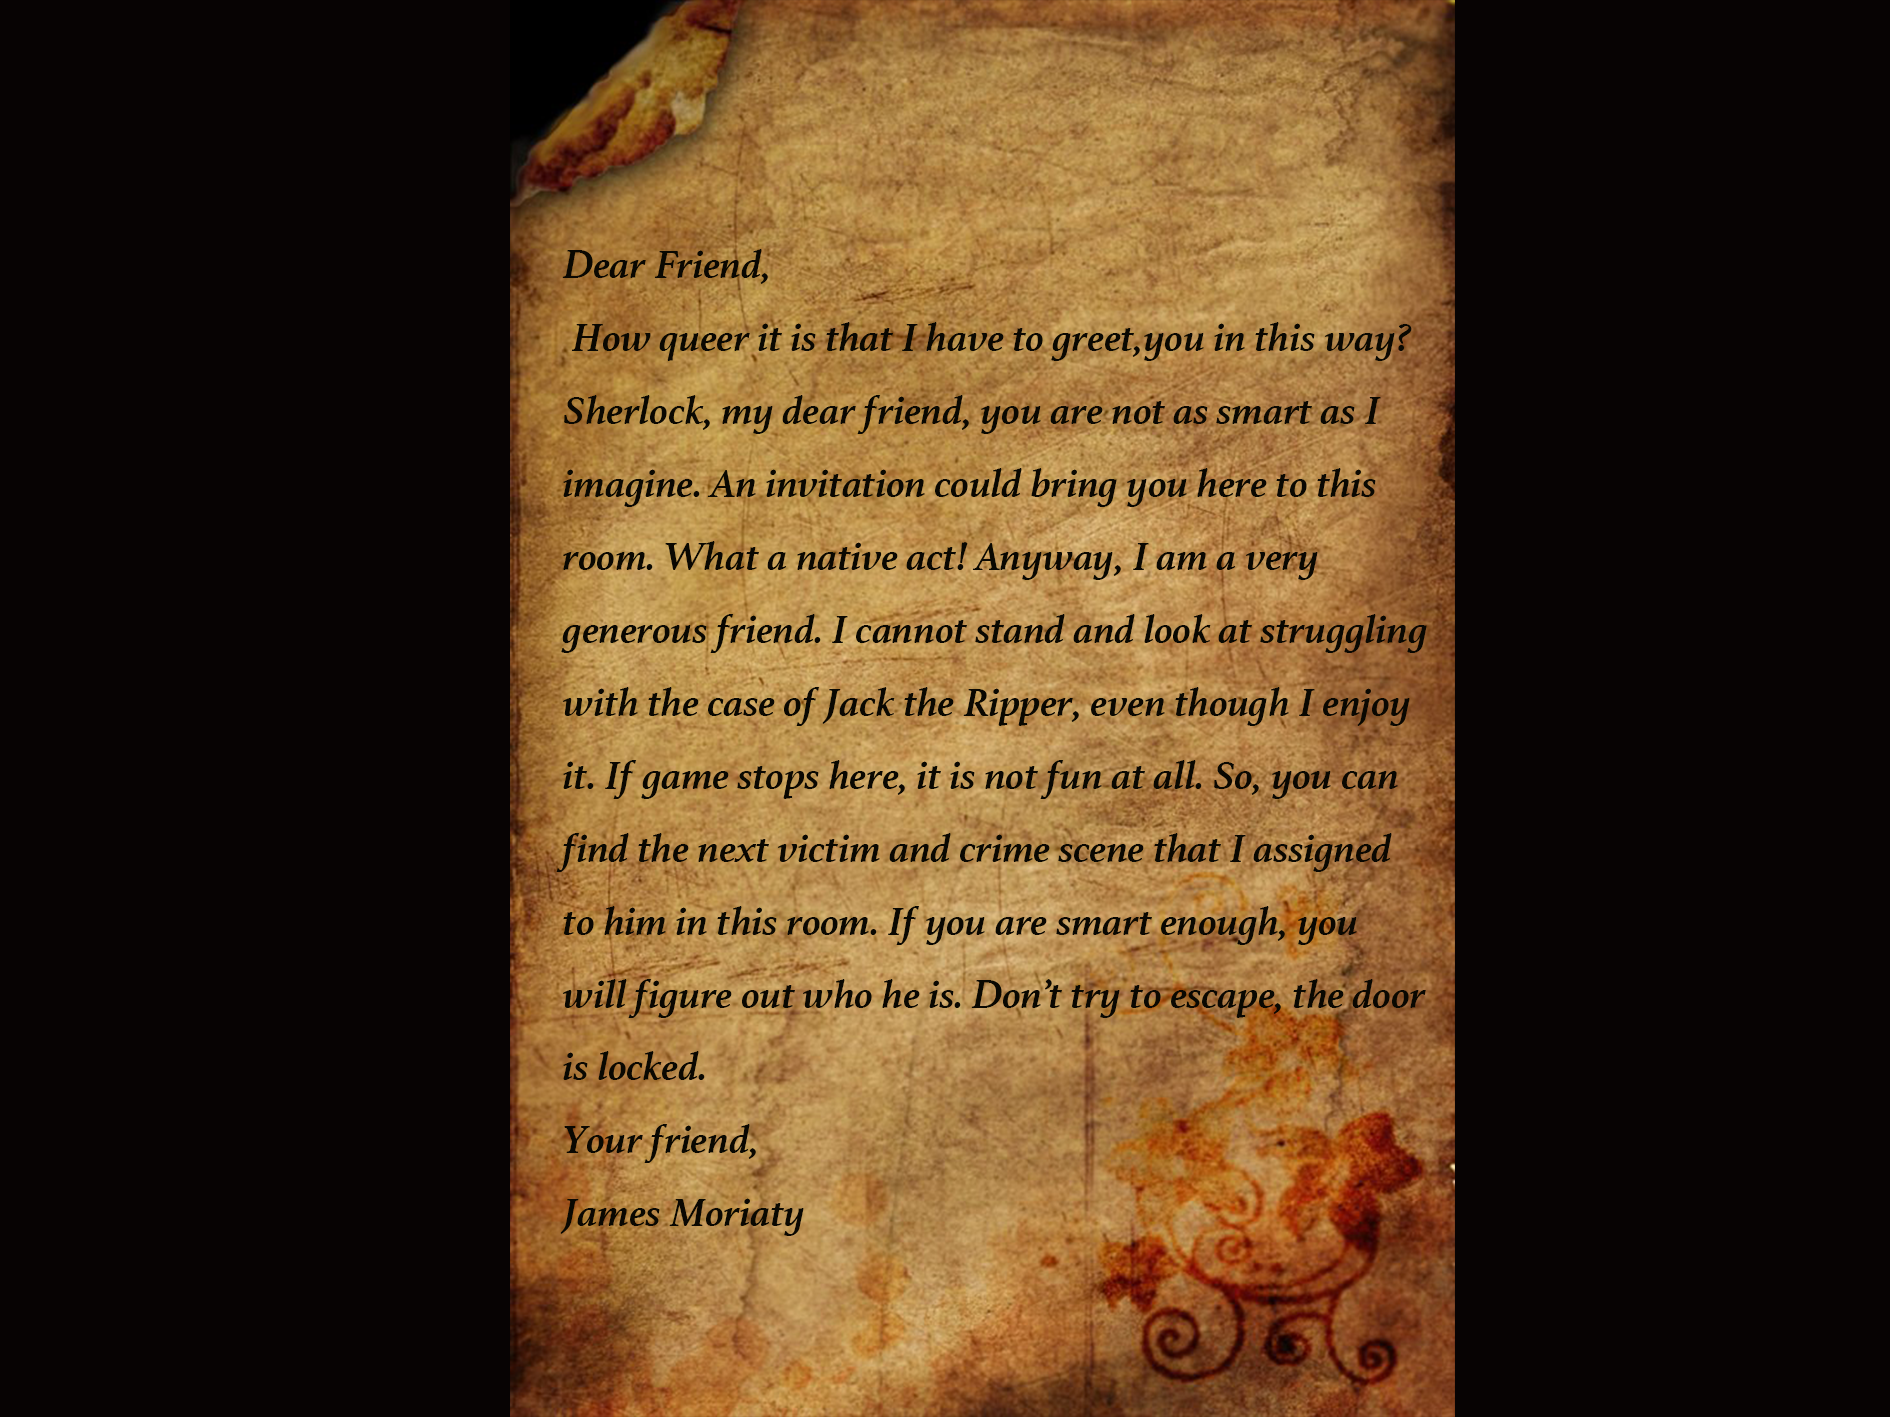 Dear Friend,
How queer it is that I have to greet,you in this way?
Sherlock, my dear friend, you are not as smart as I
imagine. An invitation could bring you here to this
room. What a native act! Anyway, I am a very
generous friend. I cannot stand and look at struggling
with the case of Jack the Ripper, even though I enjoy
it. If game stops here, it is not fun at all. So, you can
find the next victim and crime scene that I assigned
to him in this room. If you are smart enough, you
will figure out who he is. Don’t try to escape, the door
is locked.
Your friend,
James Moriaty